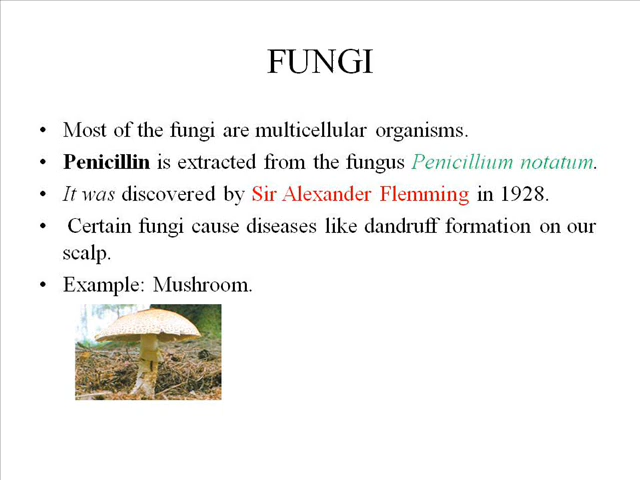 FUNGI
• Most of the fungi are multicellular organisms.
• Penicillin is extracted from the fungus Penicillium notatum.
• It was discovered by Sir Alexander Flemming in 1928.
• Certain fungi cause diseases like dandruff formation on our
scalp.
• Example: Mushroom.